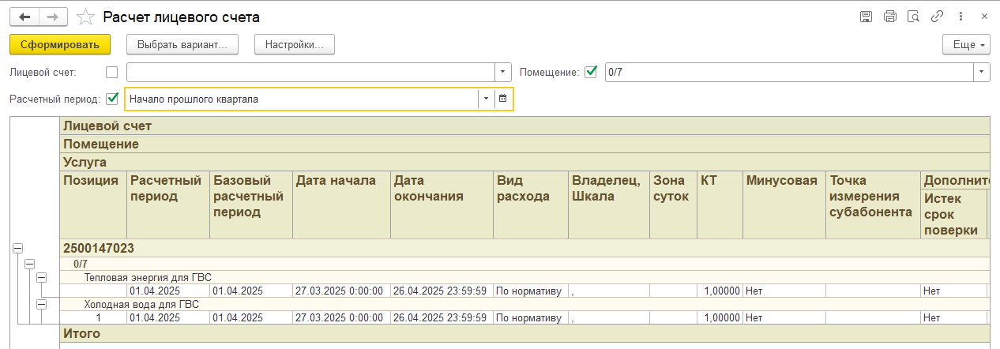 Расчет лицевого счета
Сформировать Выбрать вариант... Настройки... Еще
Лицевой счет: Помещение: 0/7
Расчетный период: Начало прошлого квартала
Лицевой счет
Помещение
Услуга
Позиция Расчетный период Базовый расчетный период Дата начала Дата окончания Вид расхода Владелец, Шкала Зона суток КТ Минусовая Точка измерения субабонента Дополнит
Истек срок поверки
2500147023
0/7
Тепловая энергия для ГВС
01.04.2025 01.04.2025 27.03.2025 0:00:00 26.04.2025 23:59:59 По нормативу , 1,00000 Нет Нет
Холодная вода для ГВС
1 01.04.2025 01.04.2025 27.03.2025 0:00:00 26.04.2025 23:59:59 По нормативу , 1,00000 Нет Нет
Итого